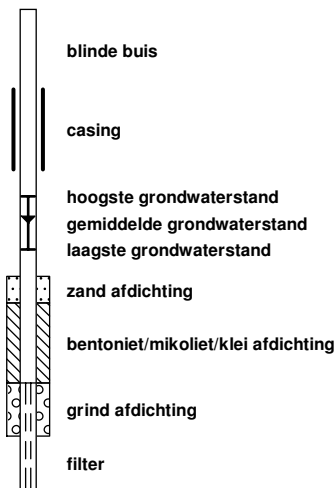 blinde buis
casing
hoogste grondwaterstand
gemiddelde grondwaterstand
laagste grondwaterstand
zand afdichting
bentoniet/mikoliet/klei afdichting
grind afdichting
filter